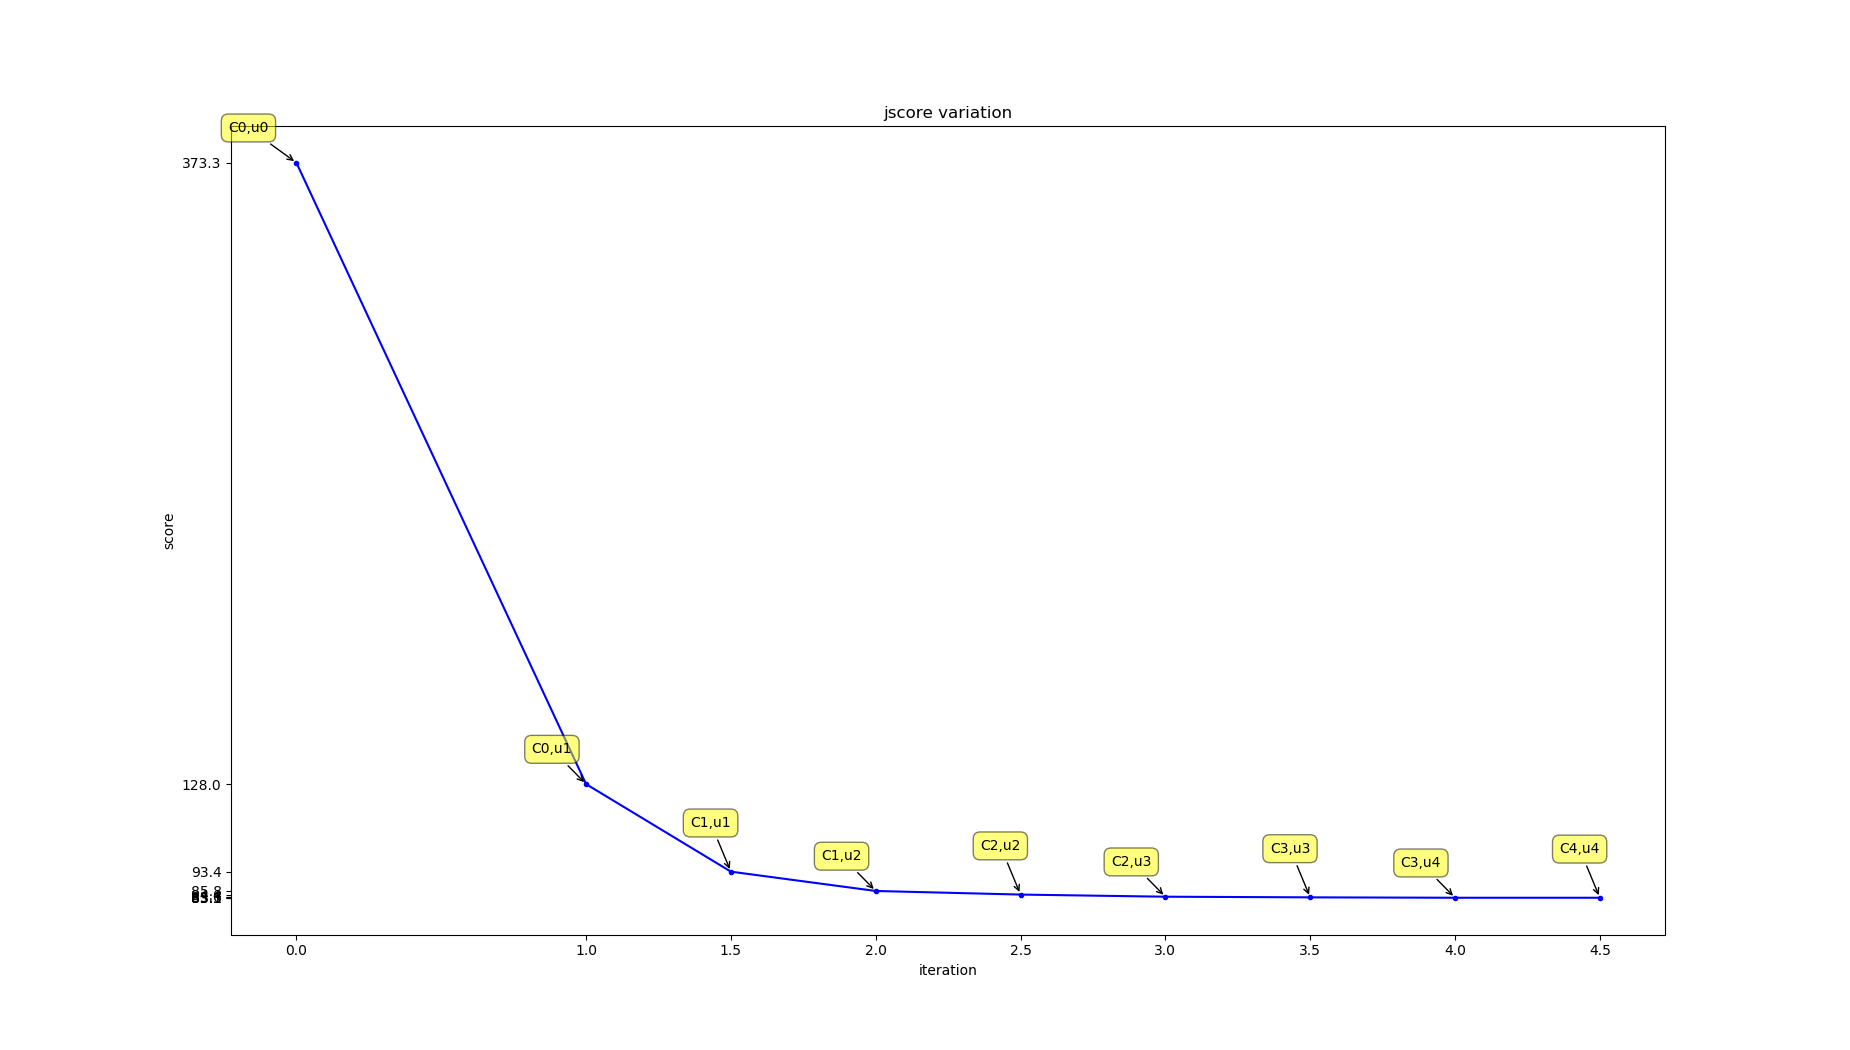 jscore variation
C0,u0
373.3
score
C0,u1
128.0
C1,u1
C1,u2
C2,u2
C2,u3
C3,u3
C3,u4
C4,u4
93.4
85.8
0.0 1.0 1.5 2.0 2.5 3.0 3.5 4.0 4.5
iteration